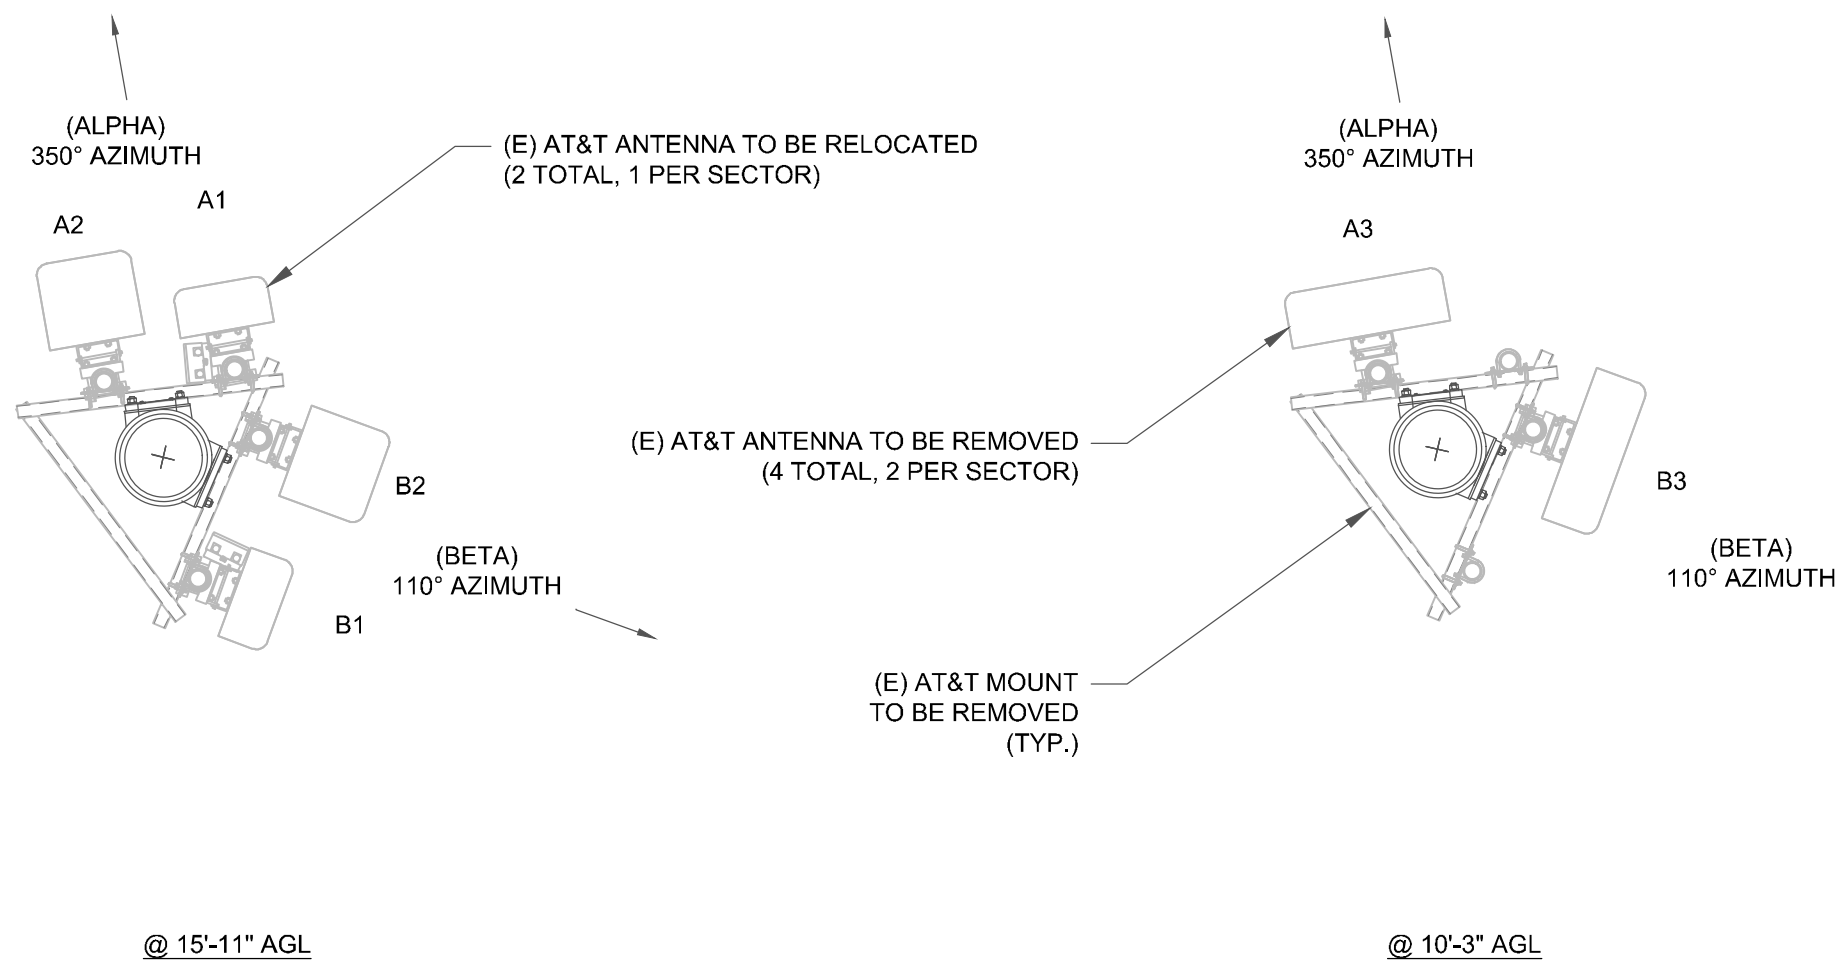 (ALPHA)
350° AZIMUTH
A1
A2
(E) AT&T ANTENNA TO BE RELOCATED
(2 TOTAL, 1 PER SECTOR)
B2
(BETA)
110° AZIMUTH
B1
@ 15'-11" AGL
(ALPHA)
350° AZIMUTH
A3
(E) AT&T ANTENNA TO BE REMOVED
(4 TOTAL, 2 PER SECTOR)
B3
(BETA)
110° AZIMUTH
(E) AT&T MOUNT
TO BE REMOVED
(TYP.)
@ 10'-3" AGL